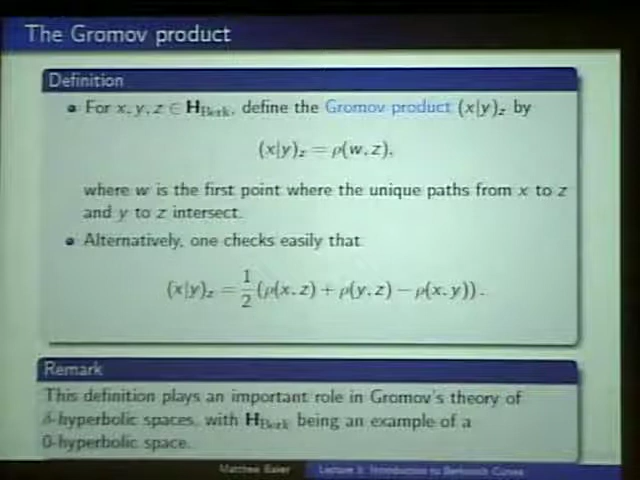 The Gromov product
Definition
• For x, y, z ∈ H_Berk, define the Gromov product (x|y)_z by
(x|y)_z = ρ(w, z),
where w is the first point where the unique paths from x to z
and y to z intersect.
• Alternatively, one checks easily that
(x|y)_z = 1/2 (ρ(x, z) + ρ(y, z) − ρ(x, y)).
Remark
This definition plays an important role in Gromov's theory of
δ-hyperbolic spaces, with H_Berk being an example of a
0-hyperbolic space.
Matthew Baker Lecture 3: Introduction to Berkovich Curves